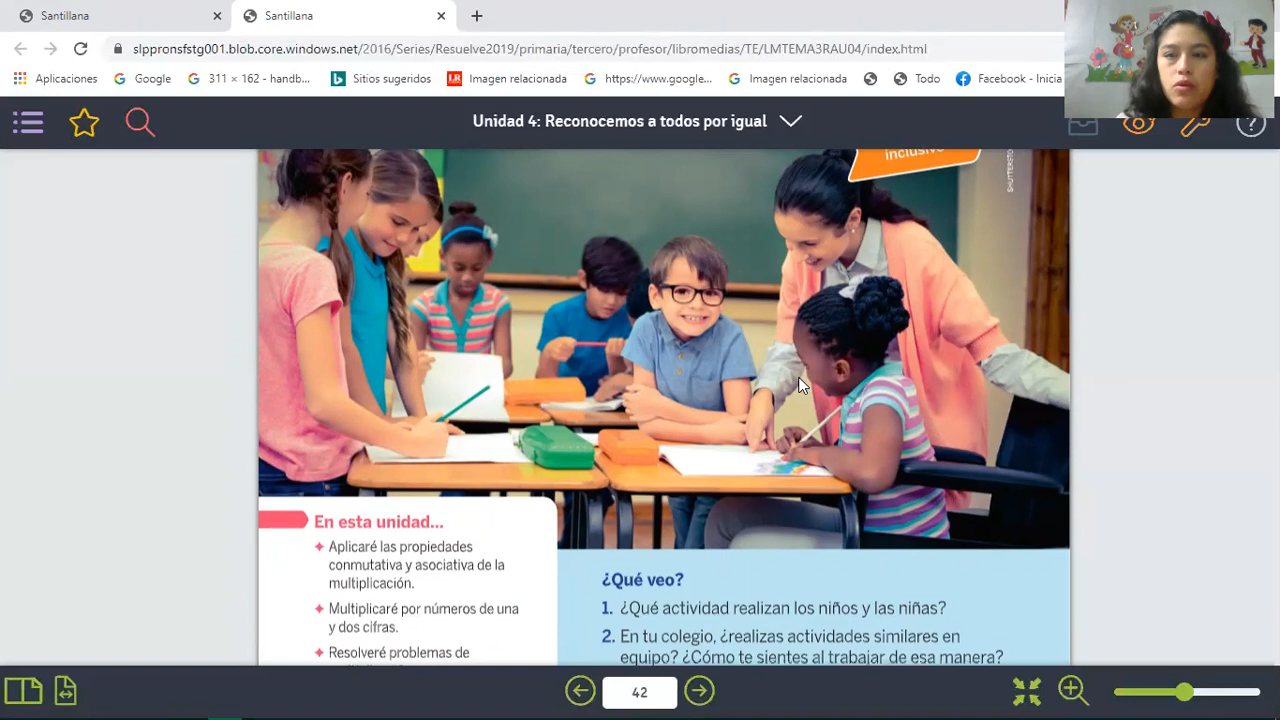 Santillana
Santillana
slppronsfstg001.blob.core.windows.net/2016/Series/Resuelve2019/primaria/tercero/profesor/libromedias/TE/LMTEMA3RAU04/index.html
Aplicaciones
Google
311 × 162 - handb...
Sitios sugeridos
Imagen relacionada
https://www.google...
Imagen relacionada
Todo
Facebook - Inicia
Unidad 4: Reconocemos a todos por igual
SHUTTERSTO
En esta unidad...
Aplicaré las propiedades
conmutativa y asociativa de la
multiplicación.
Multiplicaré por números de una
y dos cifras.
Resolveré problemas de
¿Qué veo?
1. ¿Qué actividad realizan los niños y las niñas?
2. En tu colegio, ¿realizas actividades similares en
equipo? ¿Cómo te sientes al trabajar de esa manera?
42